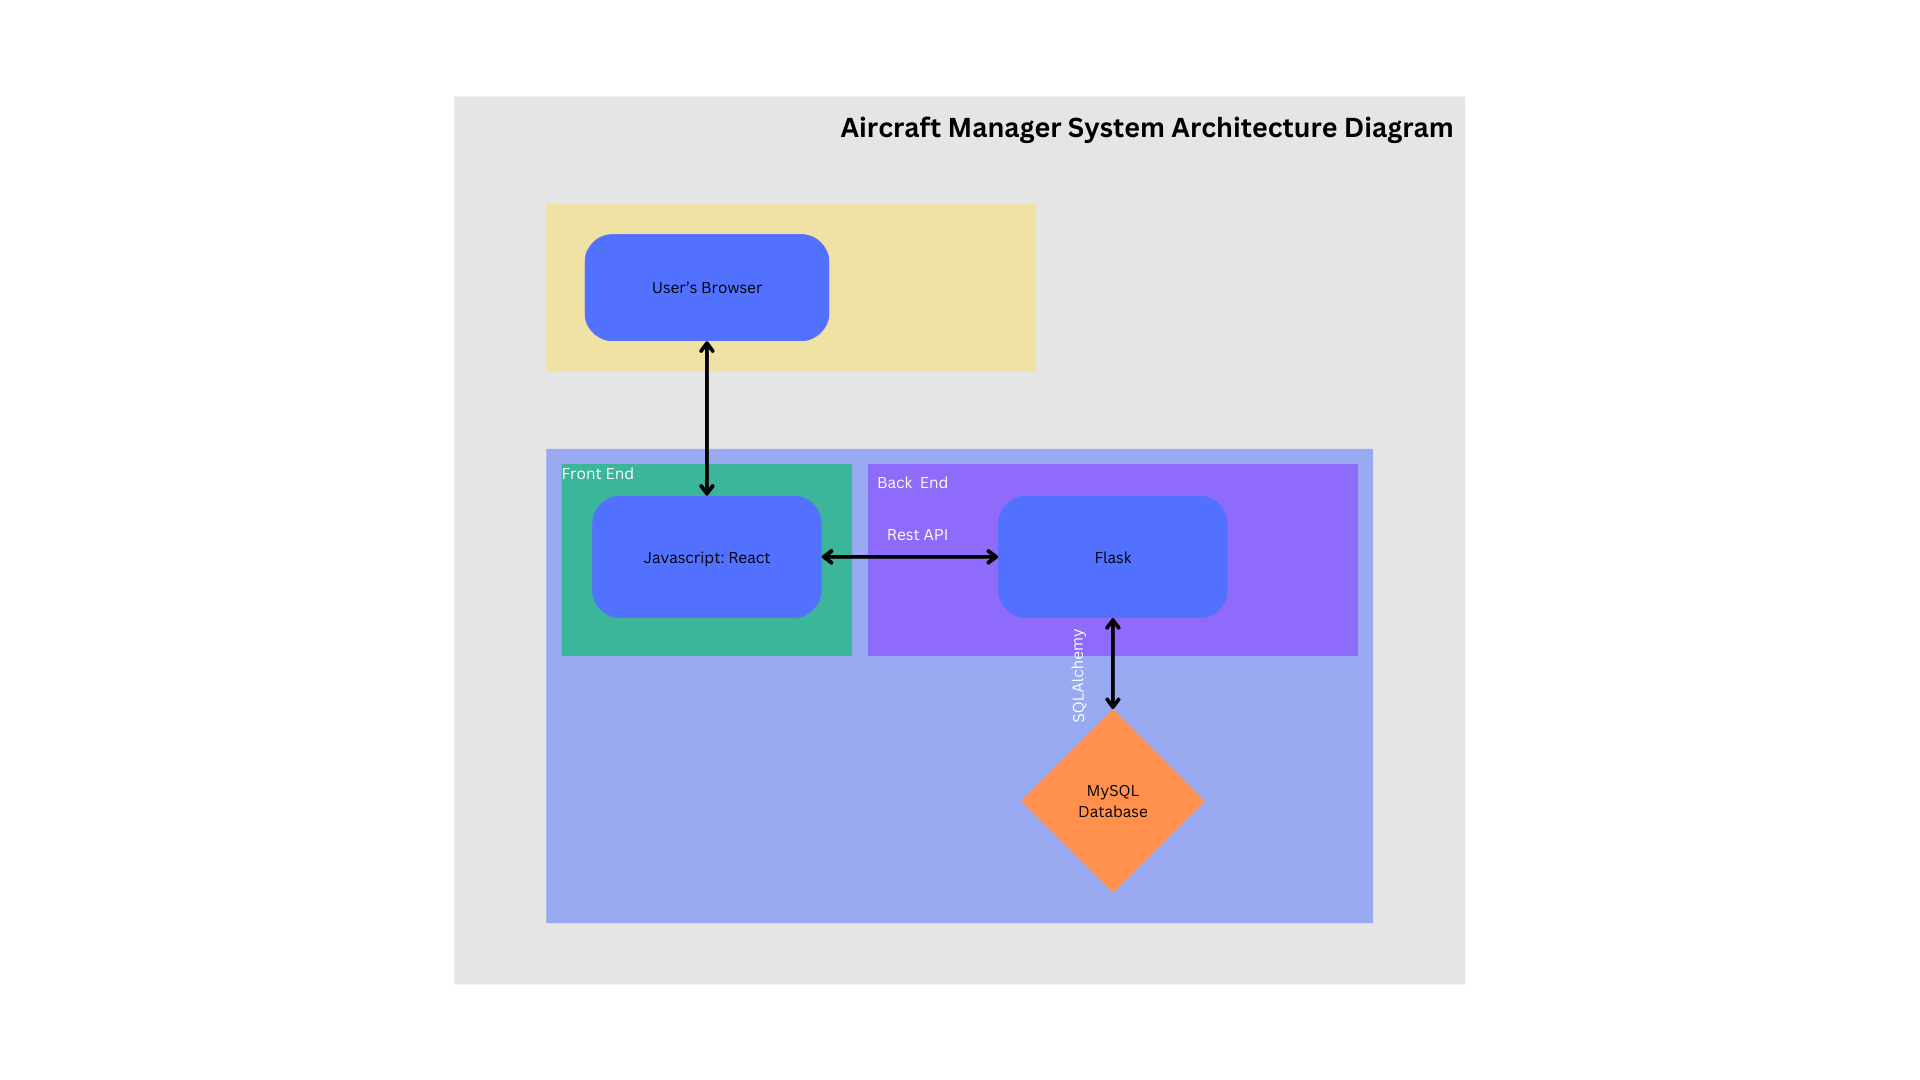 Aircraft Manager System Architecture Diagram
User’s Browser
Front End
Back  End
Rest API
Javascript: React
Flask
SQLAlchemy
MySQL
Database